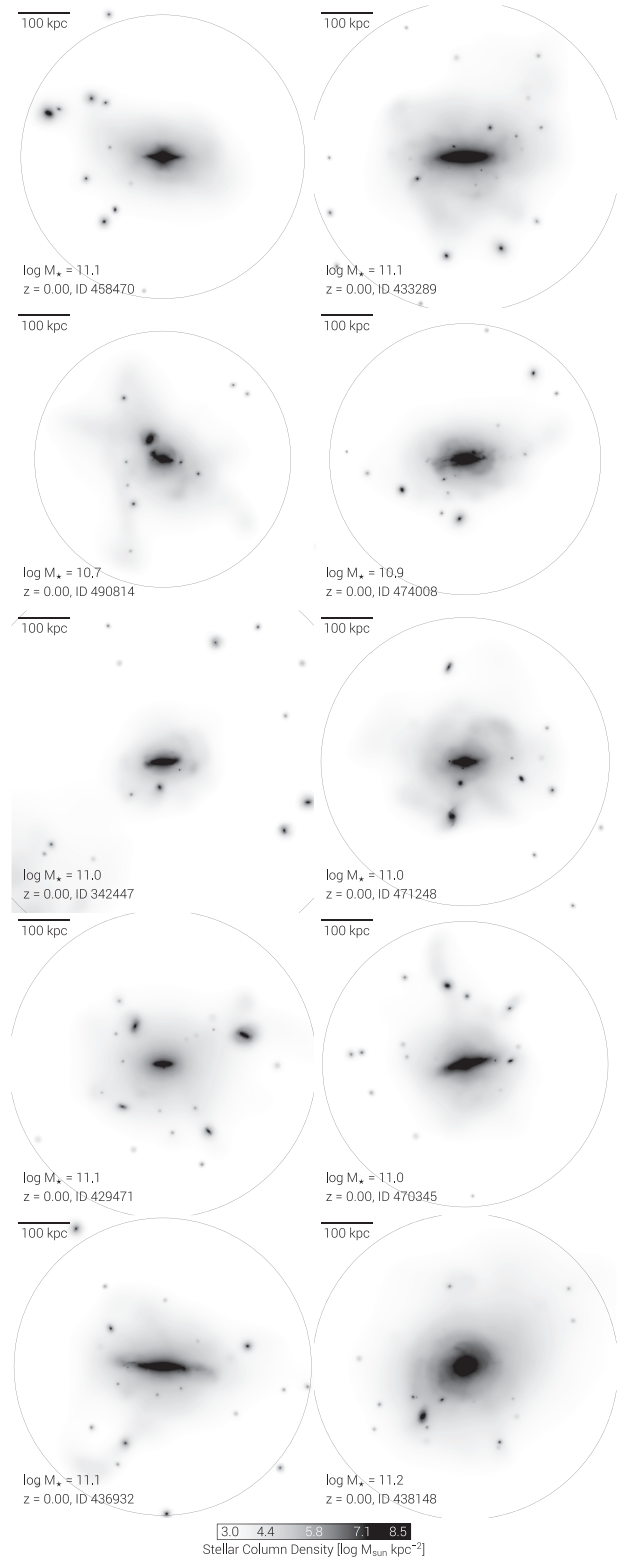 100 kpc
log M⋆ = 11.1
z = 0.00, ID 458470
100 kpc
log M⋆ = 11.1
z = 0.00, ID 433289
100 kpc
log M⋆ = 10.7
z = 0.00, ID 490814
100 kpc
log M⋆ = 10.9
z = 0.00, ID 474008
100 kpc
log M⋆ = 11.0
z = 0.00, ID 342447
100 kpc
log M⋆ = 11.0
z = 0.00, ID 471248
100 kpc
log M⋆ = 11.1
z = 0.00, ID 429471
100 kpc
log M⋆ = 11.0
z = 0.00, ID 470345
100 kpc
log M⋆ = 11.1
z = 0.00, ID 436932
100 kpc
log M⋆ = 11.2
z = 0.00, ID 438148
3.0 4.4 5.8 7.1 8.5
Stellar Column Density [log Msun kpc⁻²]